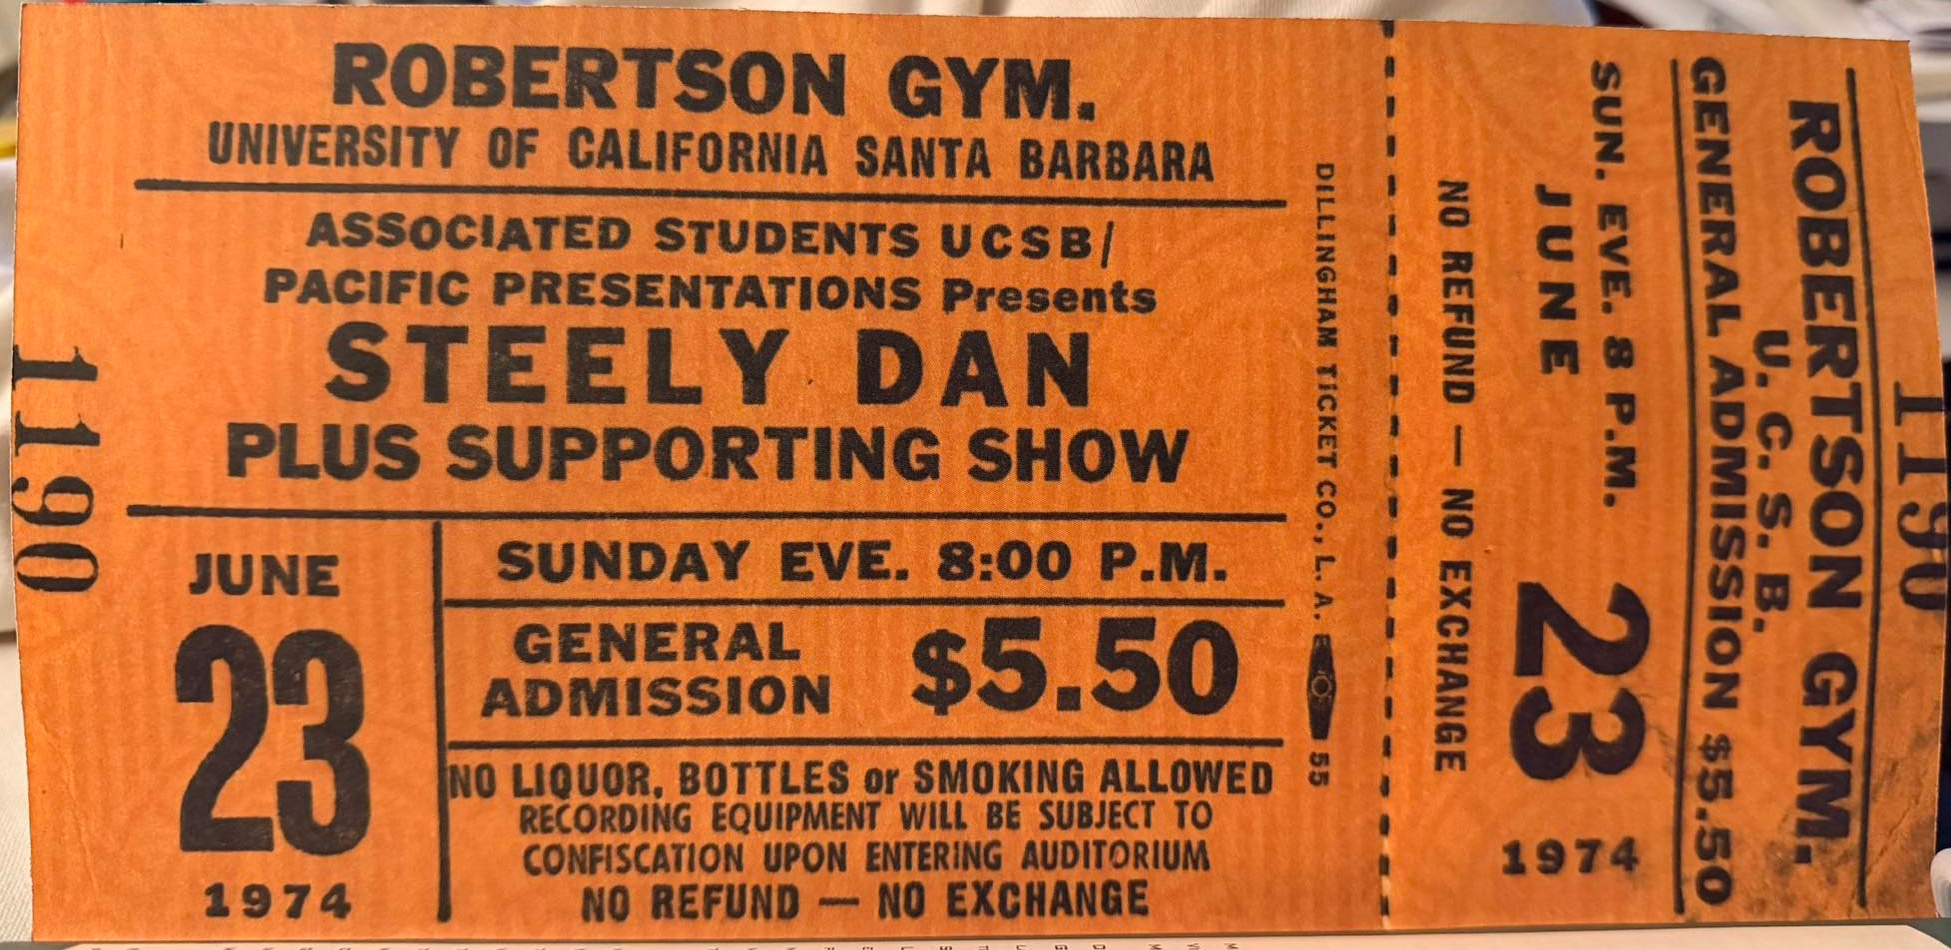 ROBERTSON GYM.
UNIVERSITY OF CALIFORNIA SANTA BARBARA
ASSOCIATED STUDENTS UCSB/
PACIFIC PRESENTATIONS Presents
STEELY DAN
PLUS SUPPORTING SHOW
1190
JUNE
23
1974
SUNDAY EVE. 8:00 P.M.
GENERAL
ADMISSION
$5.50
NO LIQUOR, BOTTLES or SMOKING ALLOWED
RECORDING EQUIPMENT WILL BE SUBJECT TO
CONFISCATION UPON ENTERING AUDITORIUM
NO REFUND — NO EXCHANGE
DILLINGHAM TICKET CO., L. A. 55
1190
ROBERTSON GYM.
U. C. S. B.
GENERAL ADMISSION $5.50
SUN. EVE. 8 P.M.
JUNE 23 1974
NO REFUND — NO EXCHANGE